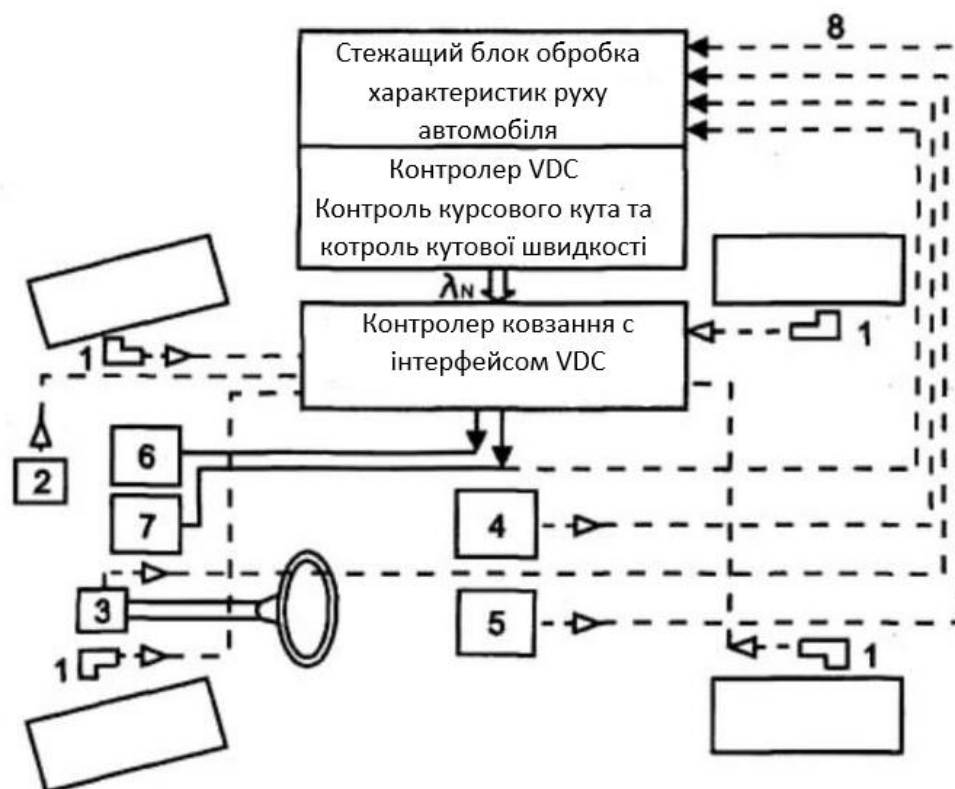 8
Стежащий блок обробка
характеристик руху
автомобіля
Контролер VDC
Контроль курсового кута та
котроль кутової швидкості
λN
Контролер ковзання с
інтерфейсом VDC
1
1
2
6
7
4
3
5
1
1